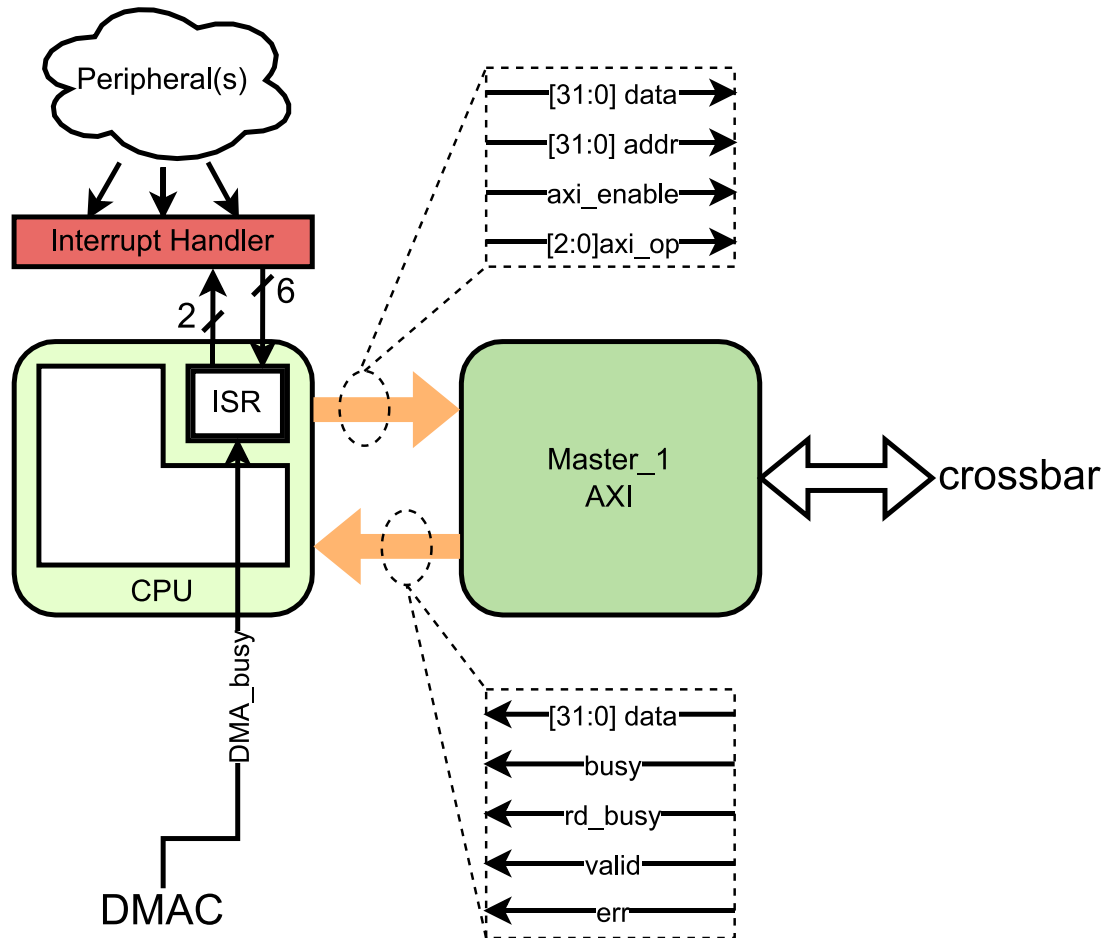 Peripheral(s)
[31:0] data
[31:0] addr
axi_enable
[2:0]axi_op
Interrupt Handler
2
6
ISR
CPU
Master_1
AXI
crossbar
DMA_busy
DMAC
[31:0] data
busy
rd_busy
valid
err